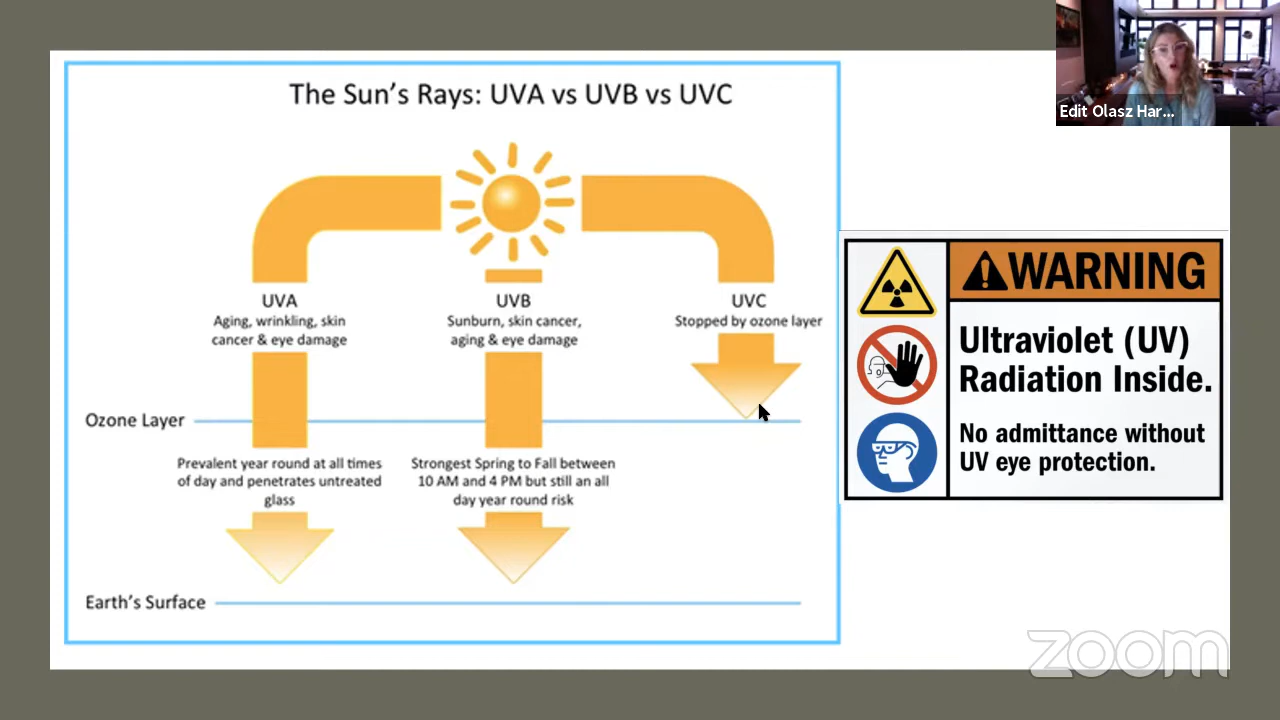 The Sun's Rays: UVA vs UVB vs UVC
Edit Olasz Har...
UVA
Aging, wrinkling, skin
cancer & eye damage
UVB
Sunburn, skin cancer,
aging & eye damage
UVC
Stopped by ozone layer
Ozone Layer
Prevalent year round at all times
of day and penetrates untreated
glass
Strongest Spring to Fall between
10 AM and 4 PM but still an all
day year round risk
Earth's Surface
WARNING
Ultraviolet (UV)
Radiation Inside.
No admittance without
UV eye protection.
zoom